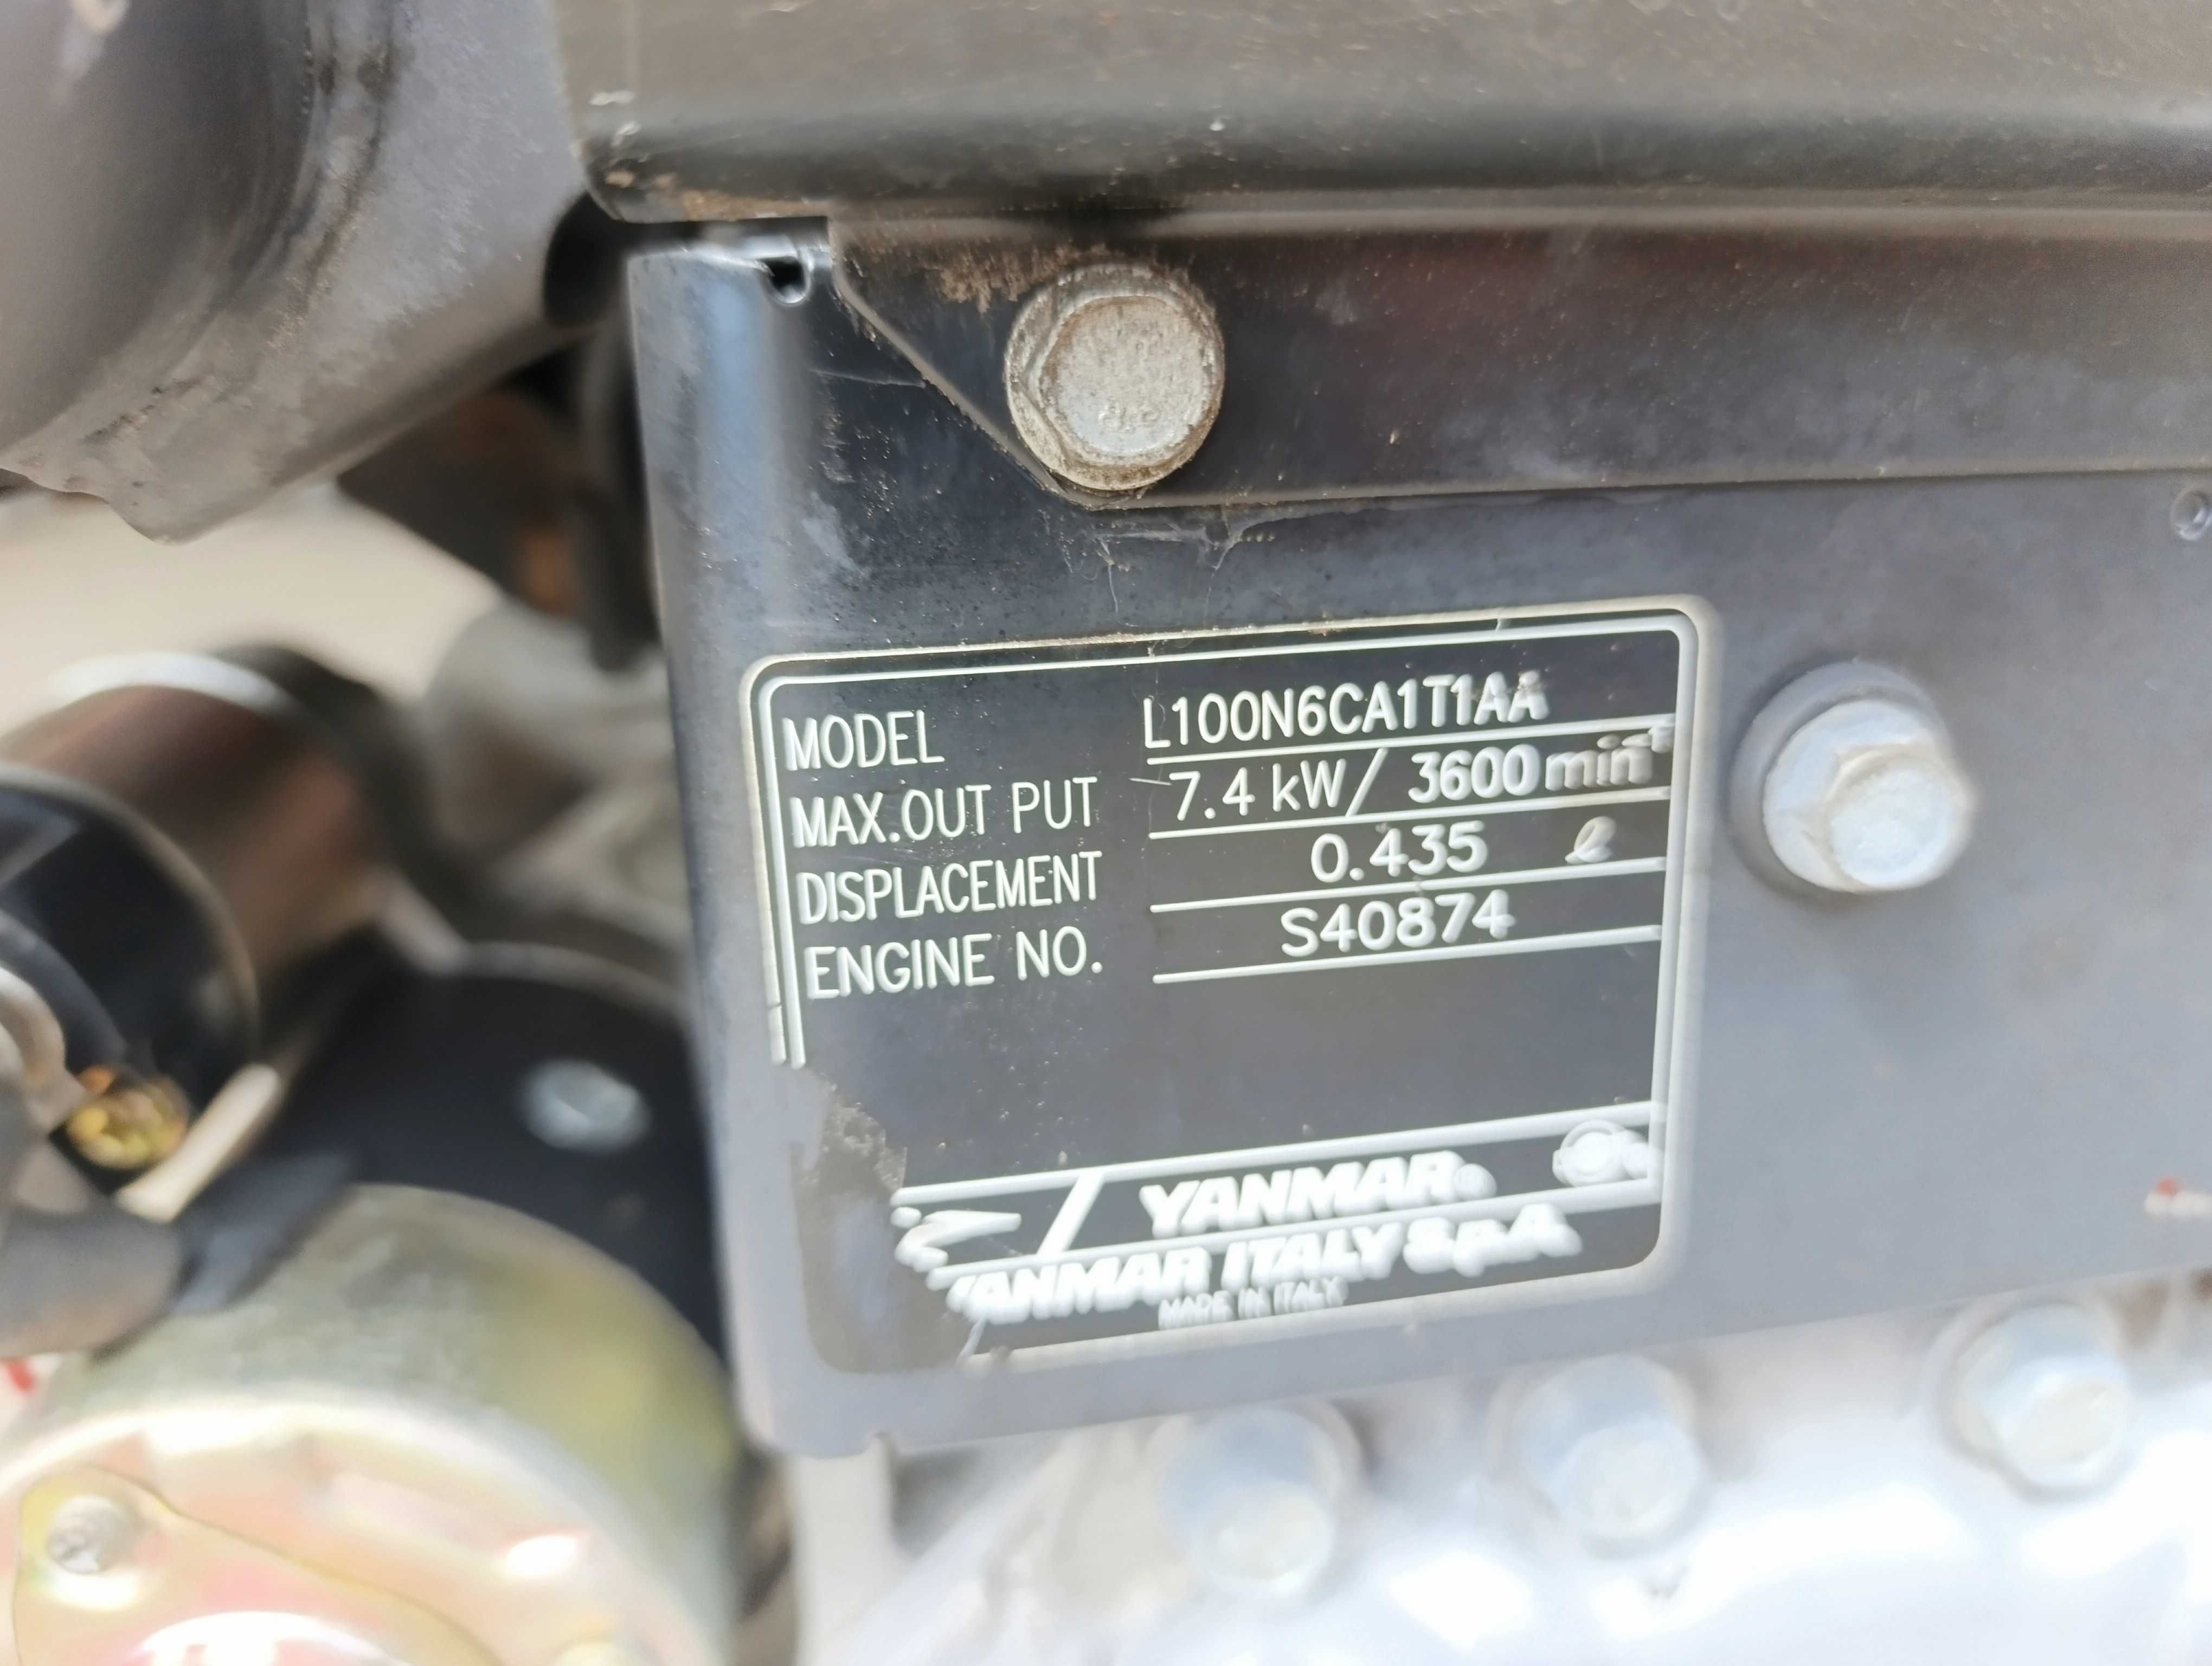 MODEL L100N6CA1T1AA
MAX.OUT PUT 7.4 kW/ 3600 min⁻¹
DISPLACEMENT 0.435 ℓ
ENGINE NO. S40874
YANMAR®
YANMAR ITALY S.p.A.
MADE IN ITALY